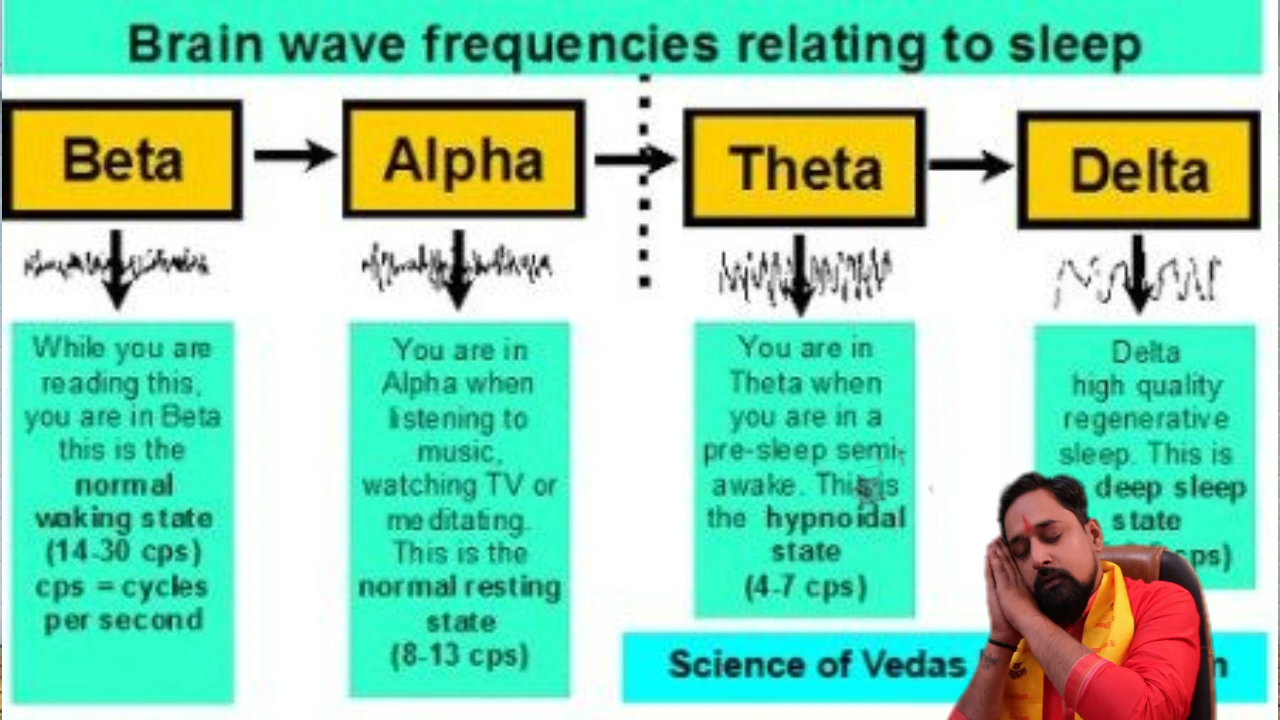 Brain wave frequencies relating to sleep
Beta
Alpha
Theta
Delta
While you are
reading this,
you are in Beta
this is the
normal
waking state
(14-30 cps)
cps = cycles
per second
You are in
Alpha when
listening to
music,
watching TV or
meditating.
This is the
normal resting
state
(8-13 cps)
You are in
Theta when
you are in a
pre-sleep semi-
awake. This is
the hypnoidal
state
(4-7 cps)
Delta
high quality
regenerative
sleep. This is
deep sleep
state
cps)
Science of Vedas